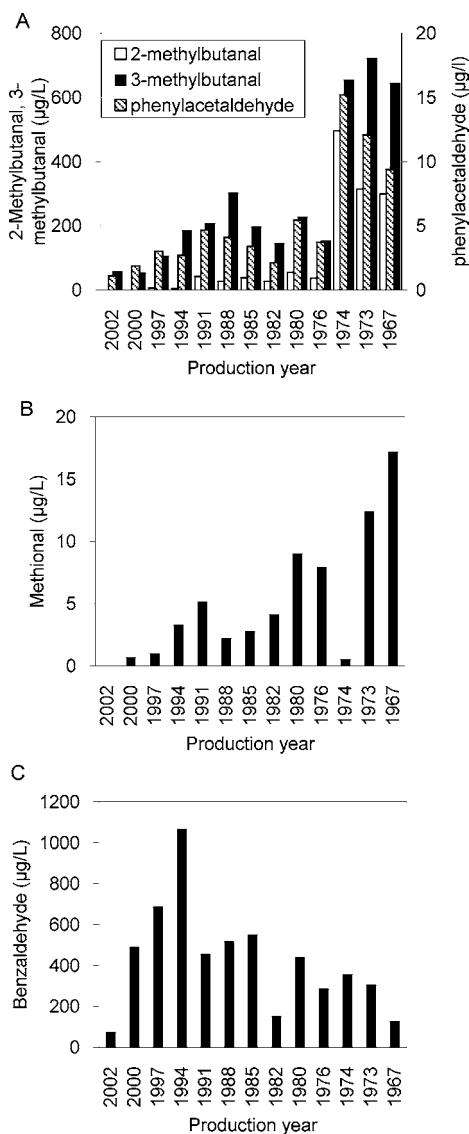 A
2-methylbutanal
3-methylbutanal
phenylacetaldehyde
2-Methylbutanal, 3-
methylbutanal (µg/L)
800
600
400
200
0
phenylacetaldehyde (µg/l)
20
15
10
5
0
2002 2000 1997 1994 1991 1988 1985 1982 1980 1976 1974 1973 1967
Production year
B
Methional (µg/L)
20
15
10
5
0
2002 2000 1997 1994 1991 1988 1985 1982 1980 1976 1974 1973 1967
Production year
C
Benzaldehyde (µg/L)
1200
1000
800
600
400
200
0
2002 2000 1997 1994 1991 1988 1985 1982 1980 1976 1974 1973 1967
Production year